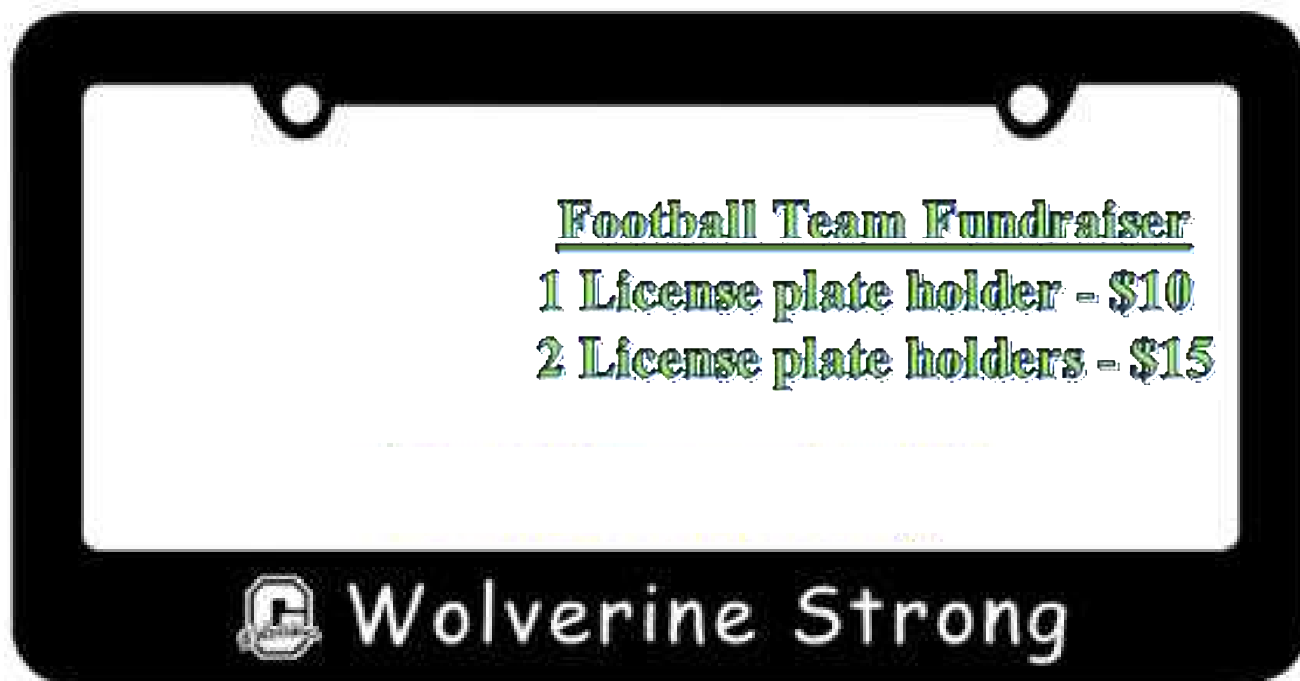 Football Team Fundraiser
1 License plate holder - $10
2 License plate holders - $15
C Wolverine Strong